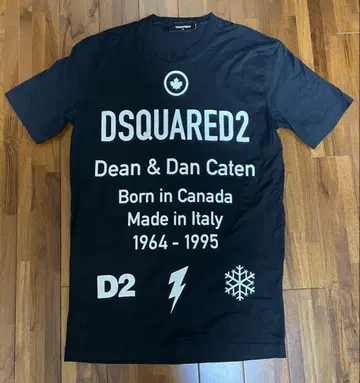 DSQUARED2
Dean & Dan Caten
Born in Canada
Made in Italy
1964 - 1995
D2